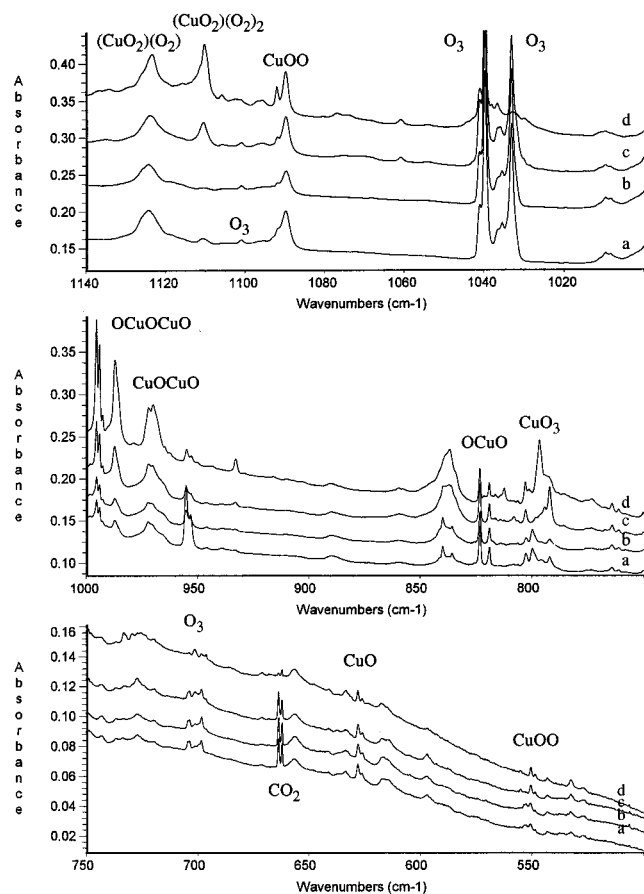 (CuO2)(O2)
(CuO2)(O2)2
CuOO
O3
O3
O3
Absorbance
0.40
0.35
0.30
0.25
0.20
0.15
d
c
b
a
1140
1120
1100
1080
1060
1040
1020
Wavenumbers (cm-1)
OCuOCuO
CuOCuO
OCuO
CuO3
Absorbance
0.35
0.30
0.25
0.20
0.15
0.10
d
c
b
a
1000
950
900
850
800
Wavenumbers (cm-1)
O3
CuO
CuOO
CO2
Absorbance
0.16
0.14
0.12
0.10
0.08
0.06
0.04
0.02
d
c
b
a
750
700
650
600
550
Wavenumbers (cm-1)